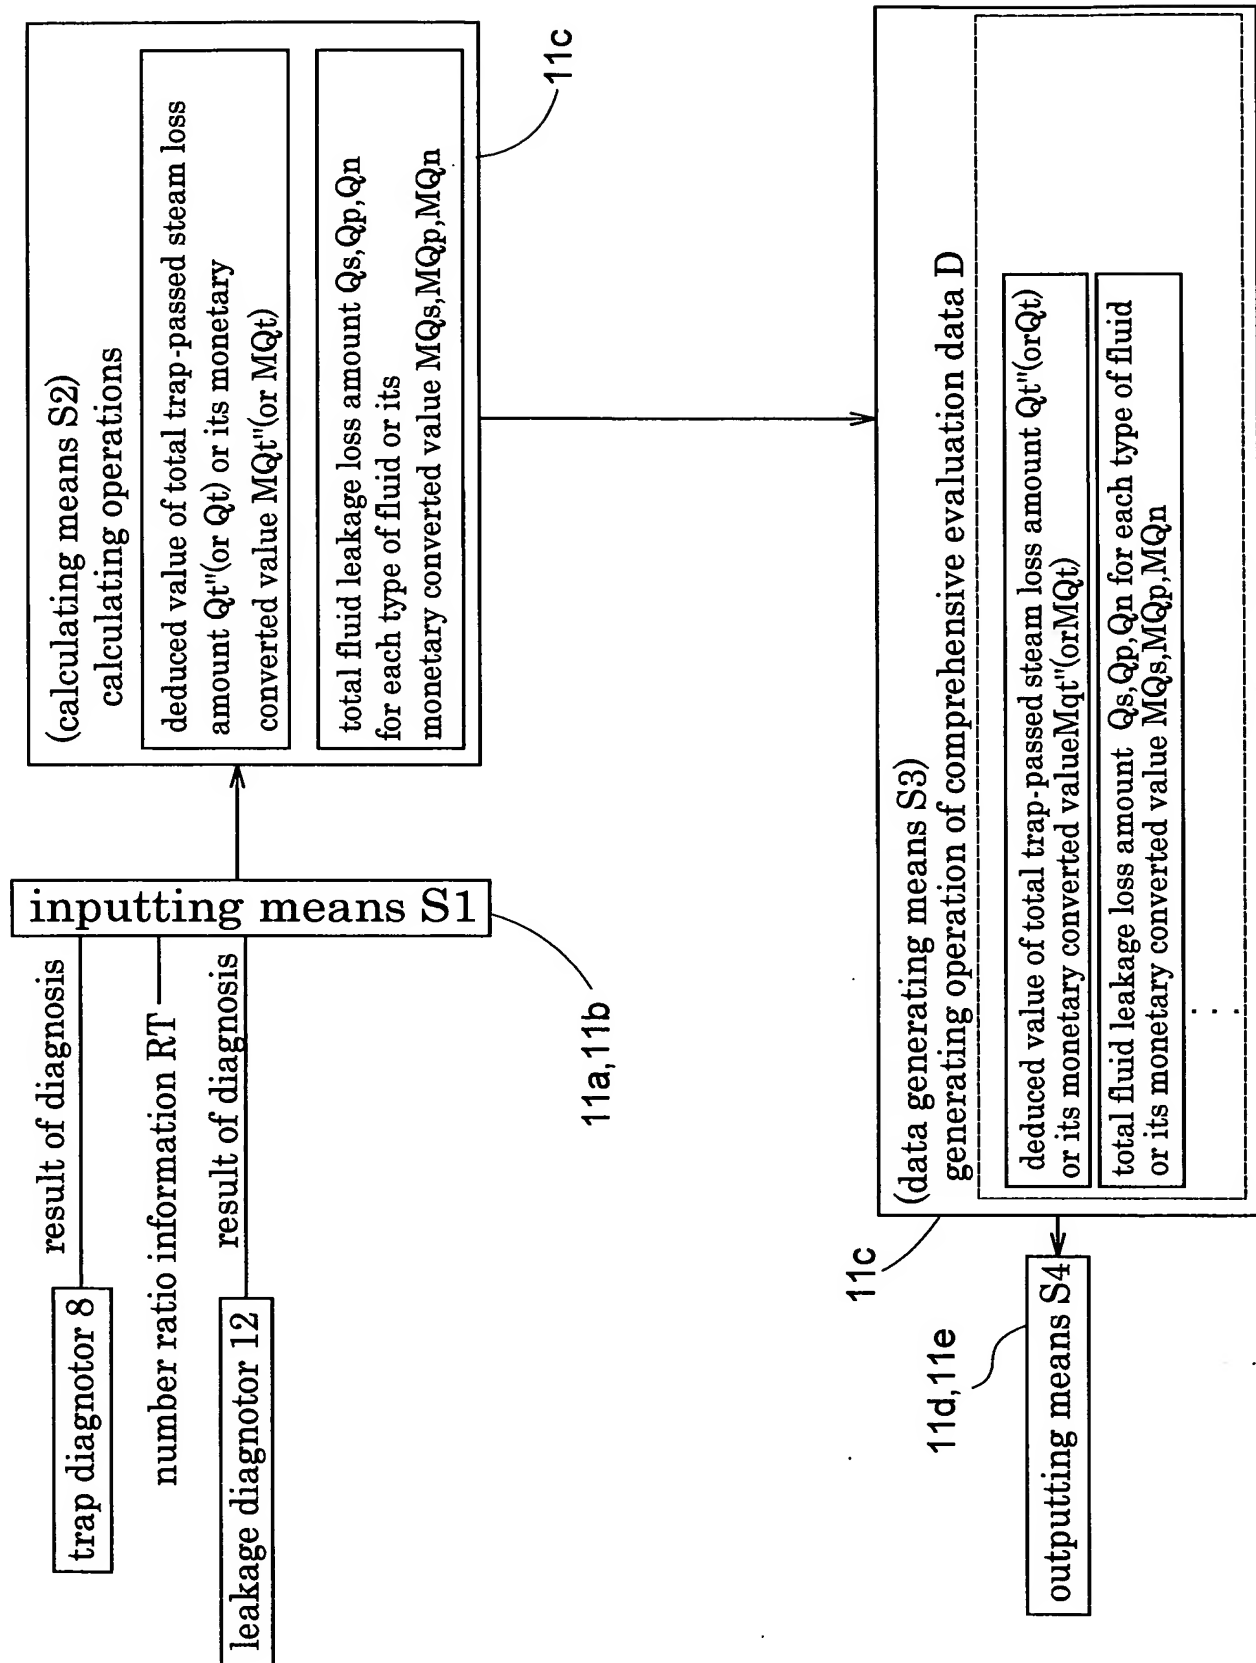 trap diagnotor 8
result of diagnosis
number ratio information RT
leakage diagnotor 12
result of diagnosis
inputting means S1
11a,11b
(calculating means S2)
calculating operations
deduced value of total trap-passed steam loss
amount Qt"(or Qt) or its monetary
converted value MQt"(or MQt)
total fluid leakage loss amount Qs,Qp,Qn
for each type of fluid or its
monetary converted value MQs,MQp,MQn
11c
(data generating means S3)
generating operation of comprehensive evaluation data D
deduced value of total trap-passed steam loss amount Qt"(orQt)
or its monetary converted valueMqt"(orMQt)
total fluid leakage loss amount Qs,Qp,Qn for each type of fluid
or its monetary converted value MQs,MQp,MQn
. . .
11c
outputting means S4
11d,11e